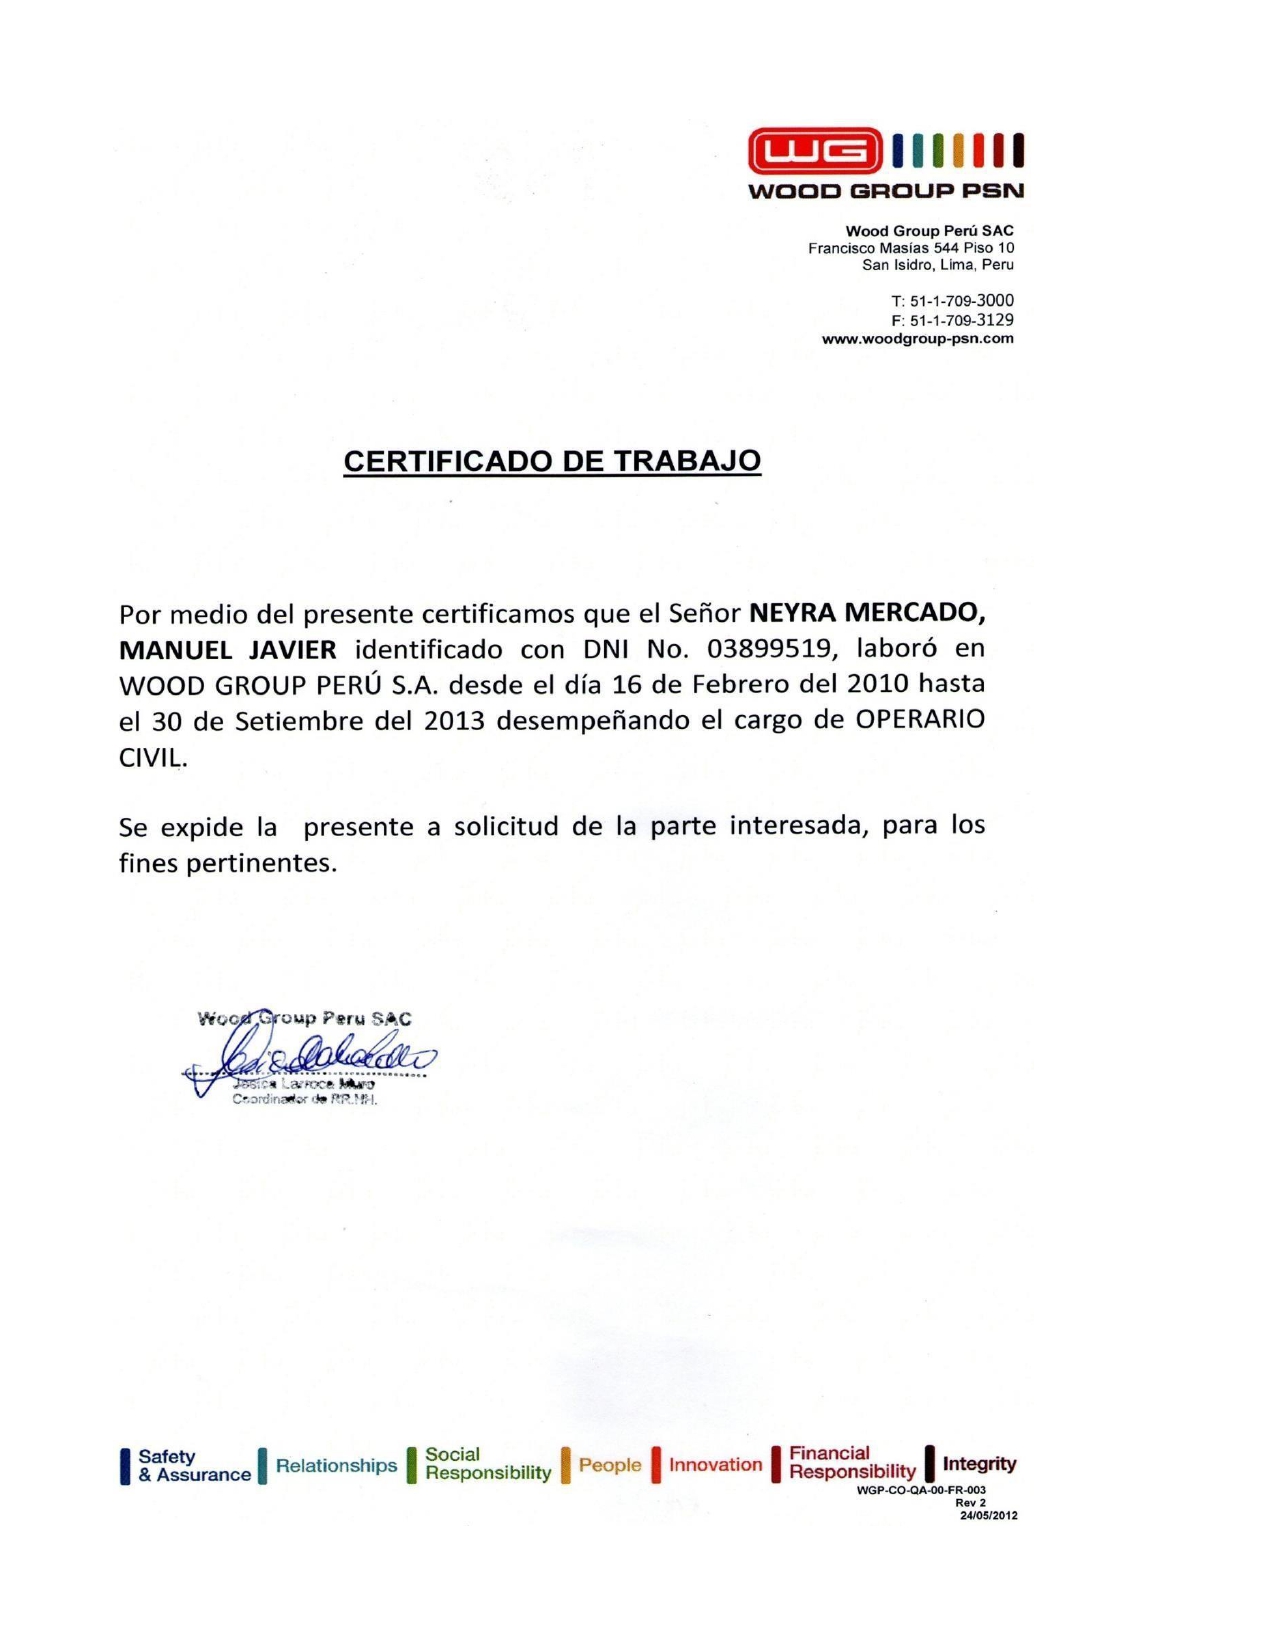 WG
WOOD GROUP PSN
Wood Group Perú SAC
Francisco Masías 544 Piso 10
San Isidro, Lima, Peru
T: 51-1-709-3000
F: 51-1-709-3129
www.woodgroup-psn.com
CERTIFICADO DE TRABAJO
Por medio del presente certificamos que el Señor NEYRA MERCADO,
MANUEL JAVIER identificado con DNI No. 03899519, laboró en
WOOD GROUP PERÚ S.A. desde el día 16 de Febrero del 2010 hasta
el 30 de Setiembre del 2013 desempeñando el cargo de OPERARIO
CIVIL.
Se expide la presente a solicitud de la parte interesada, para los
fines pertinentes.
Wood Group Peru SAC
Jesica Larroca Muro
Coordinador de RR.HH.
Safety
& Assurance
Relationships
Social
Responsibility
People
Innovation
Financial
Responsibility
Integrity
WGP-CO-QA-00-FR-003
Rev 2
24/05/2012